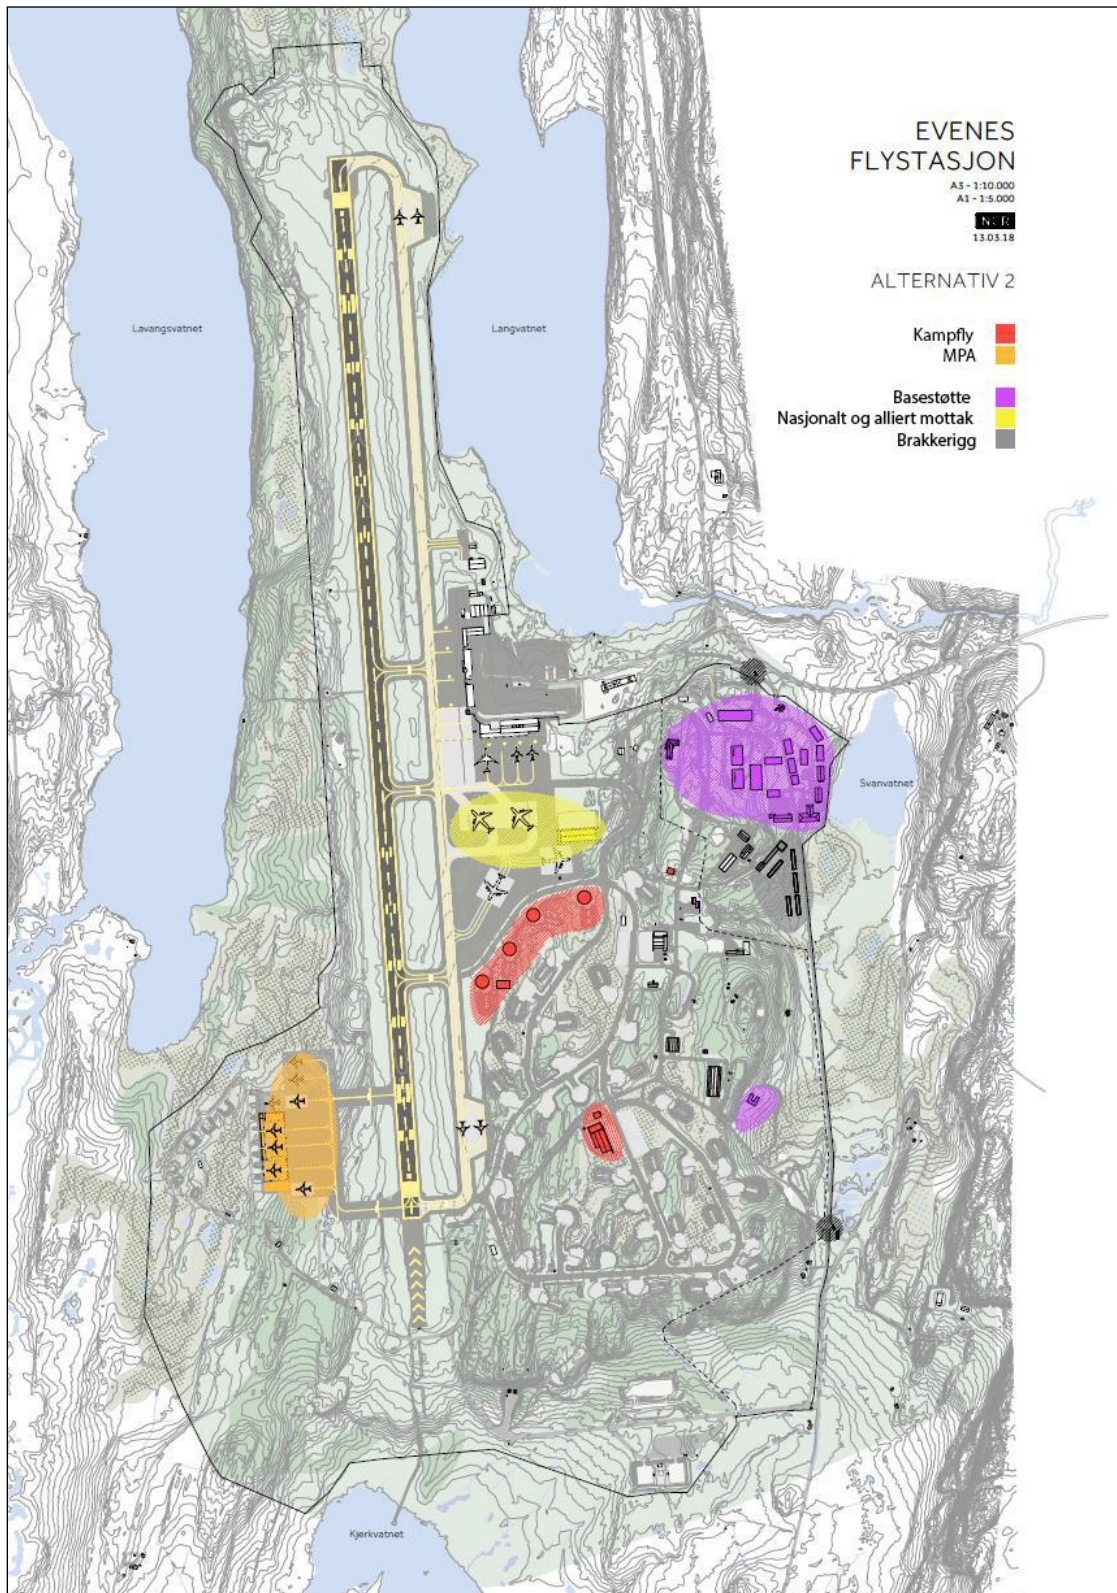 EVENES
FLYSTASJON
A3 - 1:10.000
A1 - 1:5.000
13.03.18
ALTERNATIV 2
Kampfly
MPA
Basestøtte
Nasjonalt og alliert mottak
Brakkerigg
Lavangsvatnet
Langvatnet
Svanvatnet
Kjerkvatnet